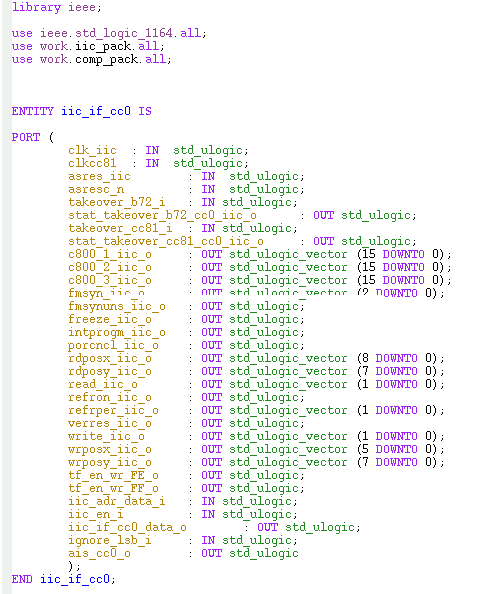 library ieee;
use ieee.std_logic_1164.all;
use work.iic_pack.all;
use work.comp_pack.all;
ENTITY iic_if_cc0 IS
PORT (
clk_iic : IN std_ulogic;
clkcc81 : IN std_ulogic;
asres_iic : IN std_ulogic;
asresc_n : IN std_ulogic;
takeover_b72_i : IN std_ulogic;
stat_takeover_b72_cc0_iic_o : OUT std_ulogic;
takeover_cc81_i : IN std_ulogic;
stat_takeover_cc81_cc0_iic_o : OUT std_ulogic;
c800_1_iic_o : OUT std_ulogic_vector (15 DOWNTO 0);
c800_2_iic_o : OUT std_ulogic_vector (15 DOWNTO 0);
c800_3_iic_o : OUT std_ulogic_vector (15 DOWNTO 0);
fmsyn_iic_o : OUT std_ulogic_vector (2 DOWNTO 0);
fmsynuns_iic_o : OUT std_ulogic;
freeze_iic_o : OUT std_ulogic;
intprogm_iic_o : OUT std_ulogic;
porcncl_iic_o : OUT std_ulogic;
rdposx_iic_o : OUT std_ulogic_vector (8 DOWNTO 0);
rdposy_iic_o : OUT std_ulogic_vector (7 DOWNTO 0);
read_iic_o : OUT std_ulogic_vector (1 DOWNTO 0);
refron_iic_o : OUT std_ulogic;
refrper_iic_o : OUT std_ulogic_vector (1 DOWNTO 0);
verres_iic_o : OUT std_ulogic;
write_iic_o : OUT std_ulogic_vector (1 DOWNTO 0);
wrposx_iic_o : OUT std_ulogic_vector (5 DOWNTO 0);
wrposy_iic_o : OUT std_ulogic_vector (7 DOWNTO 0);
tf_en_wr_FE_o : OUT std_ulogic;
tf_en_wr_FF_o : OUT std_ulogic;
iic_adr_data_i : IN std_ulogic;
iic_en_i : IN std_ulogic;
iic_if_cc0_data_o : OUT std_ulogic;
ignore_lsb_i : IN std_ulogic;
ais_cc0_o : OUT std_ulogic
);
END iic_if_cc0;